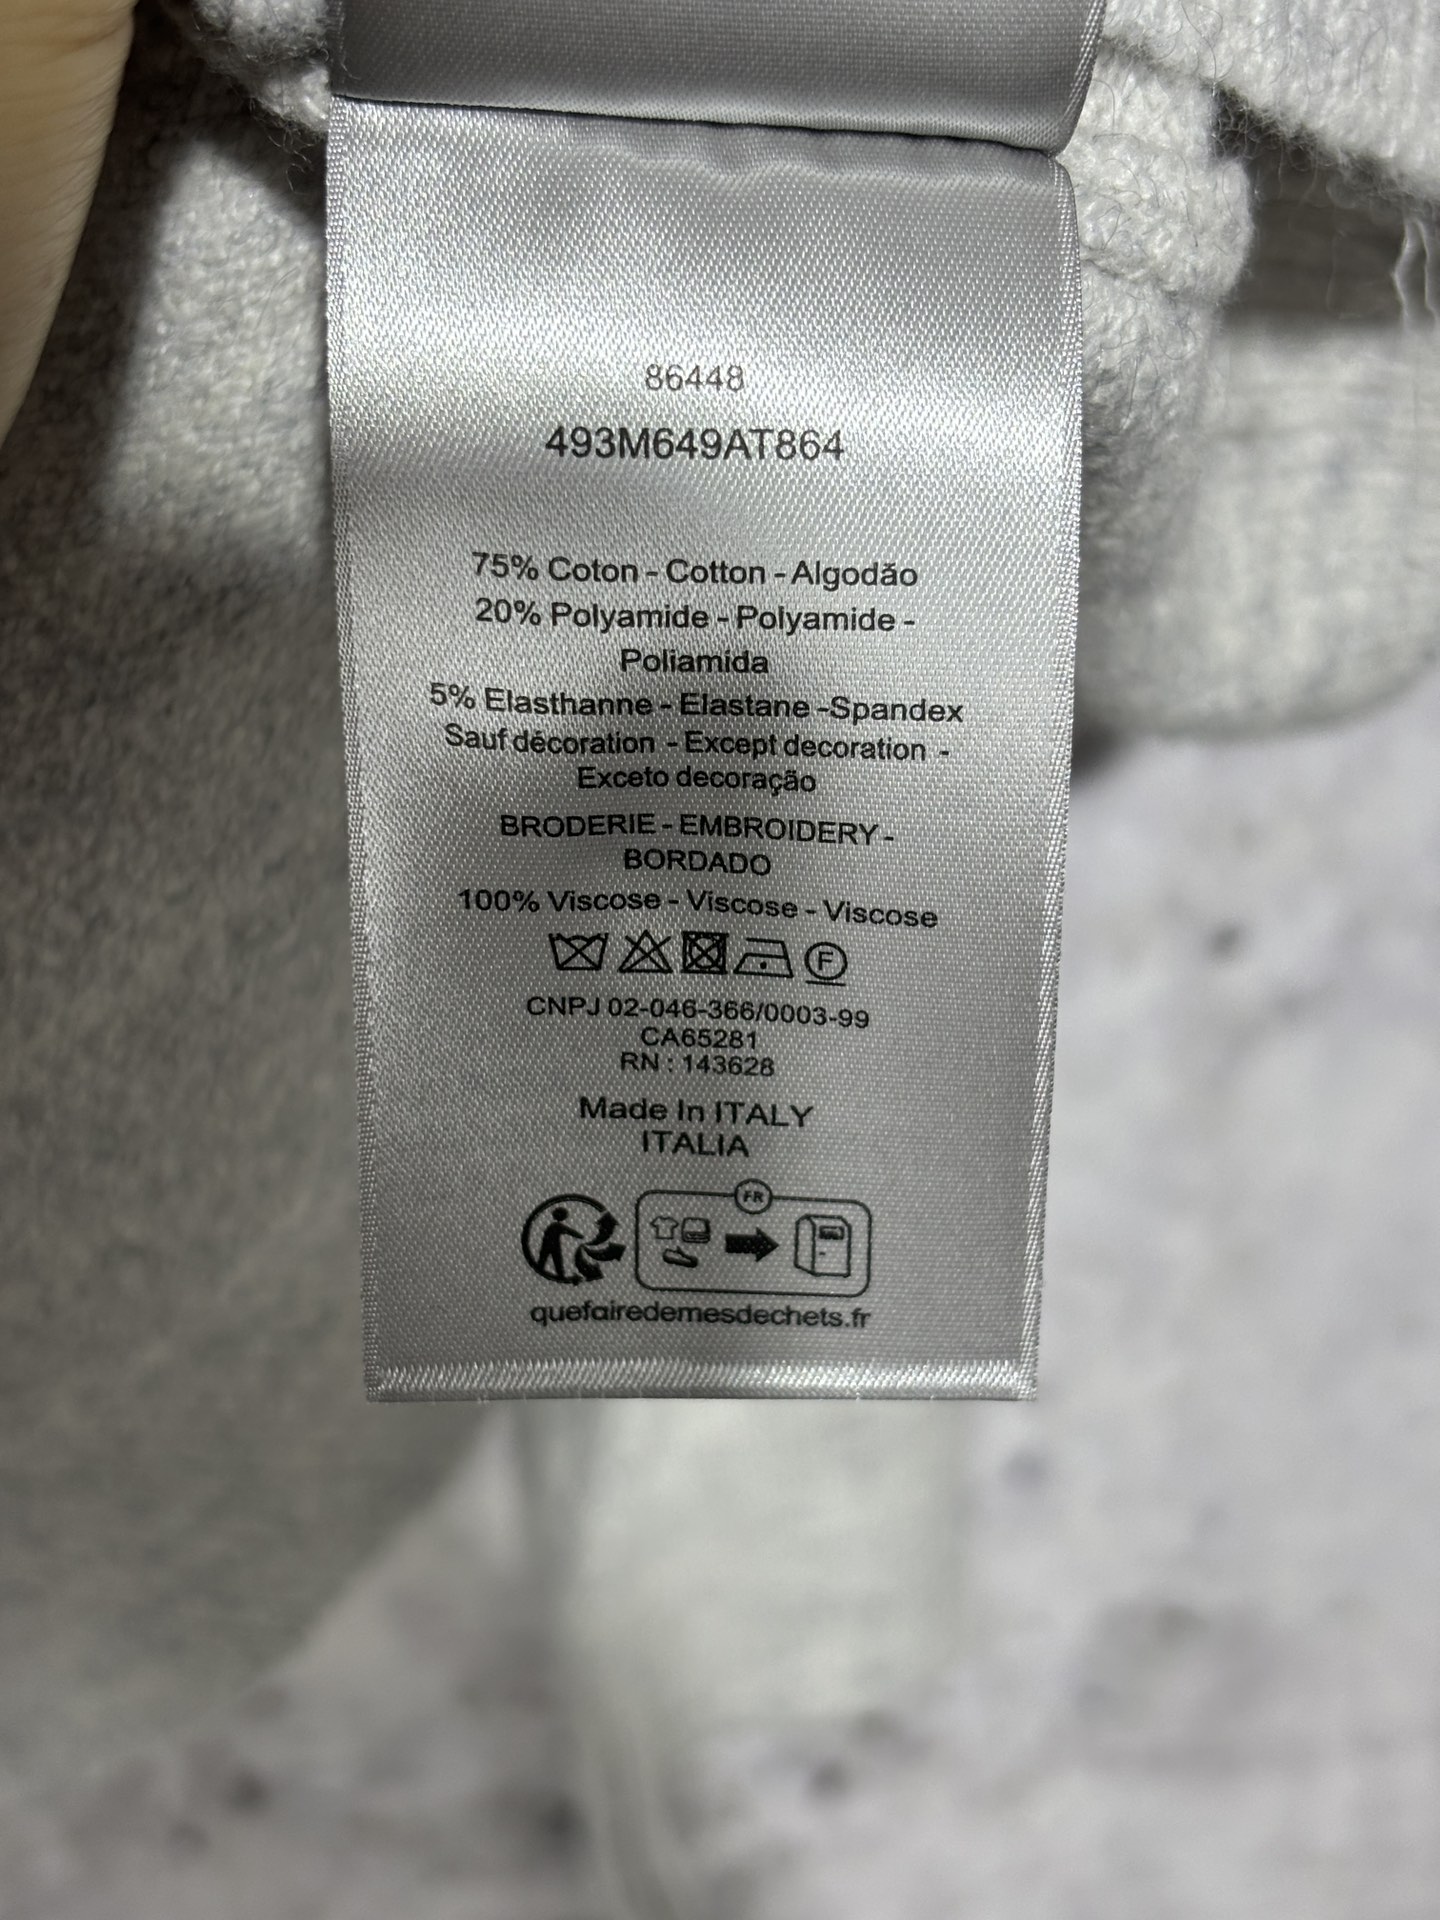 86448
493M649AT864
75% Coton - Cotton - Algodão
20% Polyamide - Polyamide -
Poliamida
5% Elasthanne - Elastane -Spandex
Sauf décoration - Except decoration -
Exceto decoração
BRODERIE - EMBROIDERY -
BORDADO
100% Viscose - Viscose - Viscose
F
CNPJ 02-046-366/0003-99
CA65281
RN : 143628
Made In ITALY
ITALIA
FR
quefairedemesdechets.fr